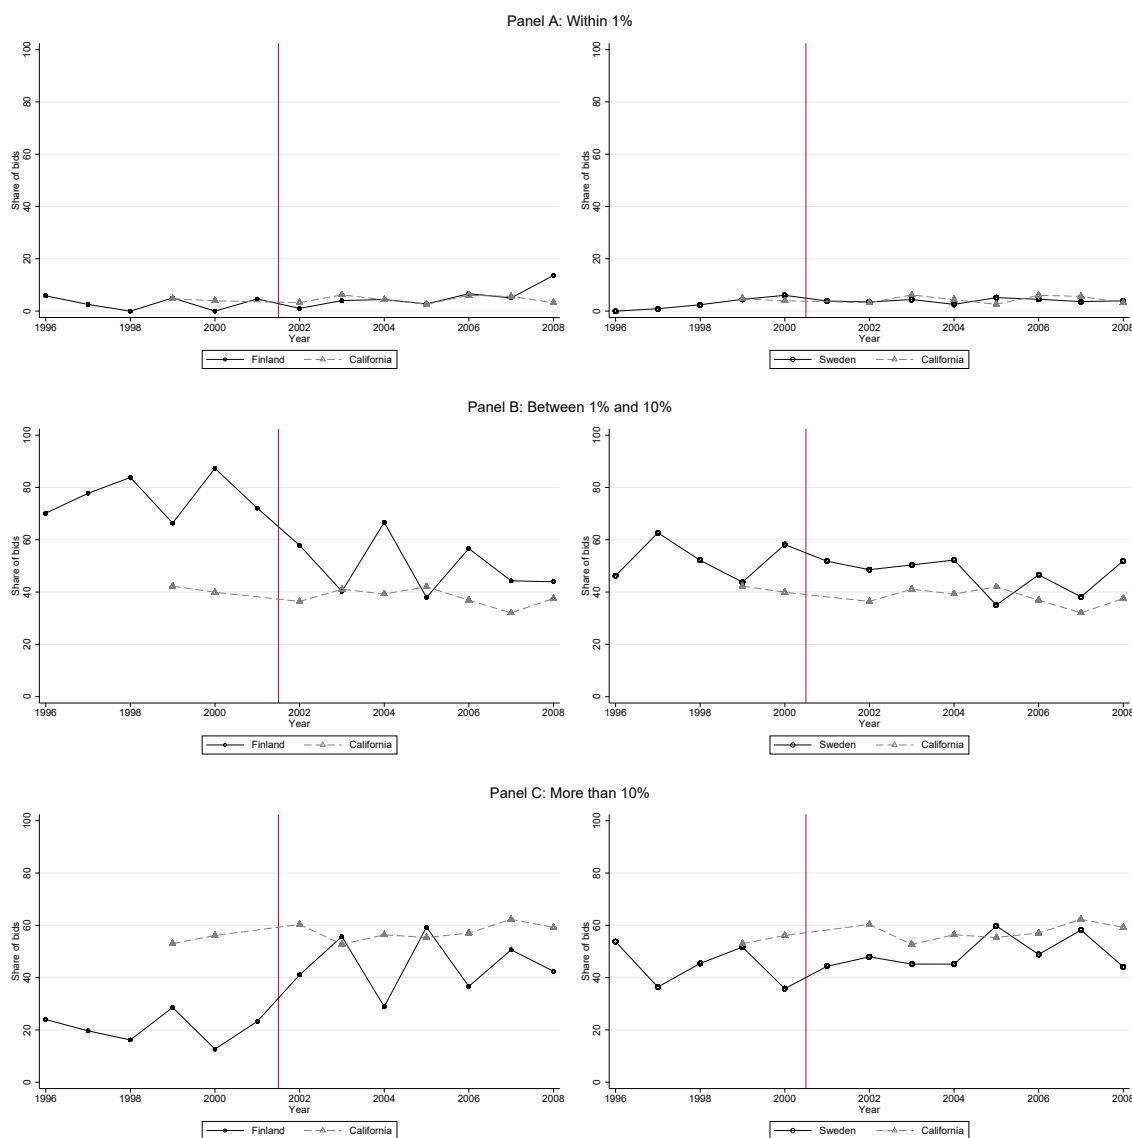 Panel A: Within 1%
100
80
60
40
20
0
Share of bids
1996 1998 2000 2002 2004 2006 2008
Year
Finland California
100
80
60
40
20
0
Share of bids
1996 1998 2000 2002 2004 2006 2008
Year
Sweden California
Panel B: Between 1% and 10%
100
80
60
40
20
0
Share of bids
1996 1998 2000 2002 2004 2006 2008
Year
Finland California
100
80
60
40
20
0
Share of bids
1996 1998 2000 2002 2004 2006 2008
Year
Sweden California
Panel C: More than 10%
100
80
60
40
20
0
Share of bids
1996 1998 2000 2002 2004 2006 2008
Year
Finland California
100
80
60
40
20
0
Share of bids
1996 1998 2000 2002 2004 2006 2008
Year
Sweden California